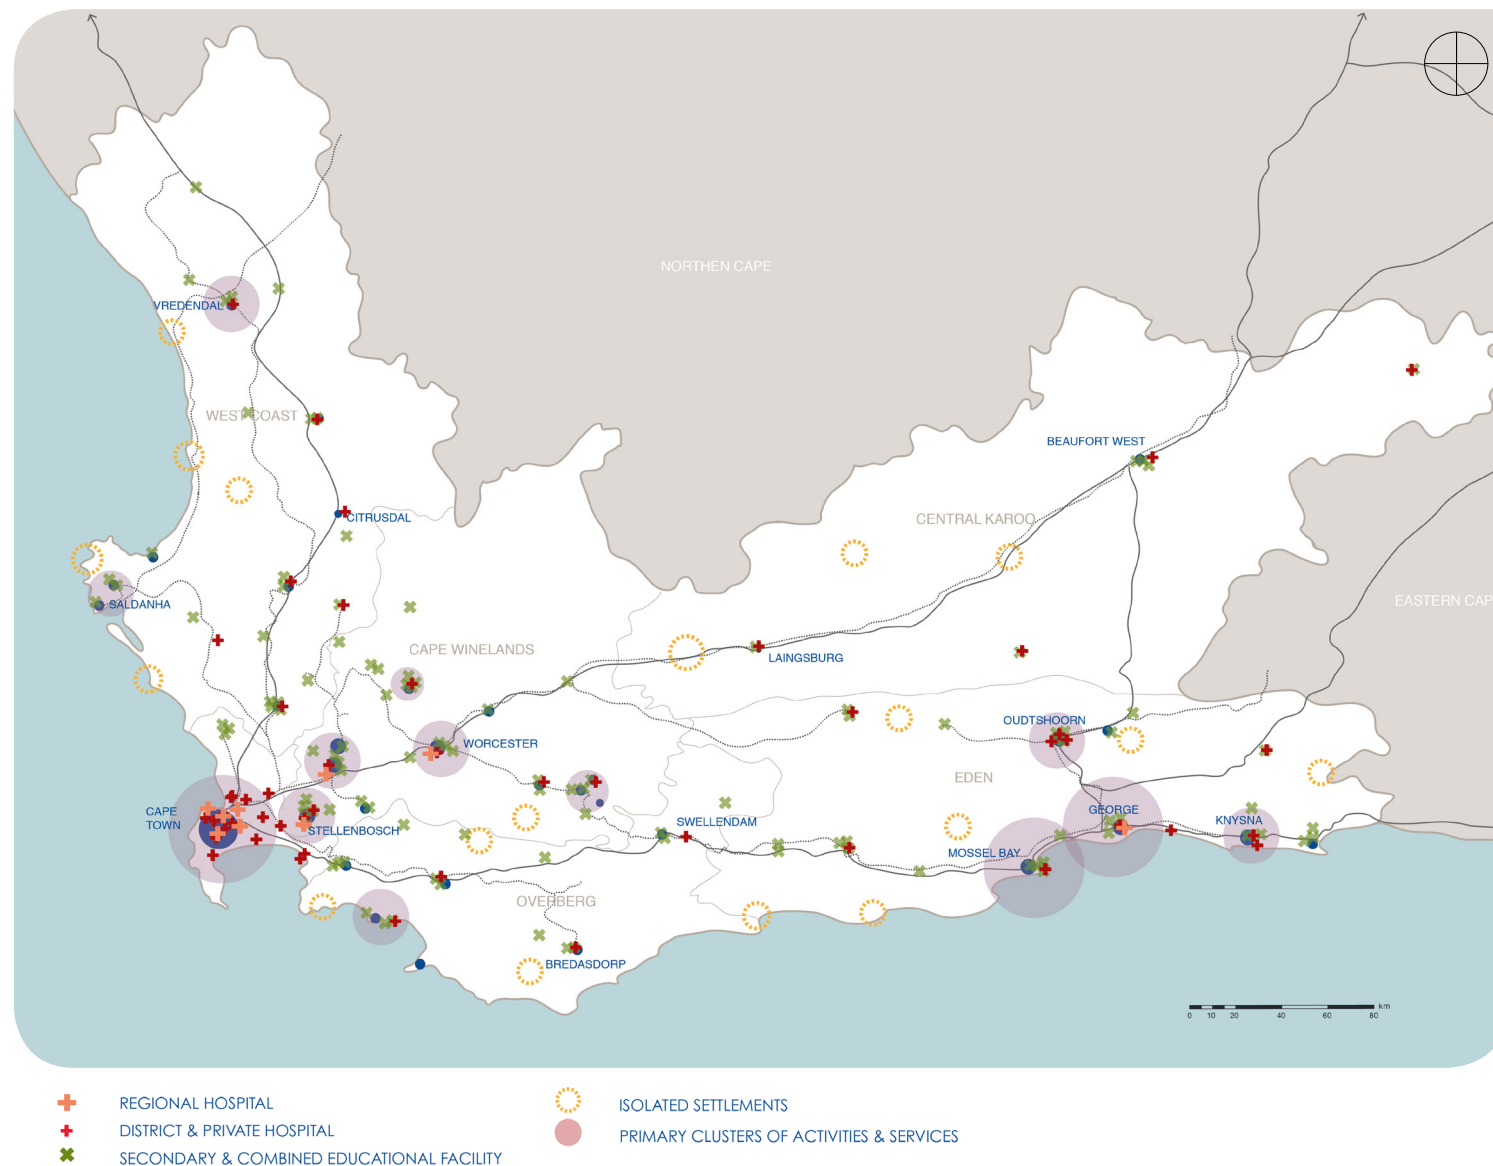 NORTHEN CAPE
VREDENDAL
WEST COAST
BEAUFORT WEST
CITRUSDAL
CENTRAL KAROO
SALDANHA
EASTERN CAP
CAPE WINELANDS
LAINGSBURG
OUDTSHOORN
WORCESTER
EDEN
CAPE
TOWN
GEORGE
KNYSNA
STELLENBOSCH
SWELLENDAM
MOSSEL BAY
OVERBERG
BREDASDORP
km
0 10 20 40 60 80
REGIONAL HOSPITAL
DISTRICT & PRIVATE HOSPITAL
SECONDARY & COMBINED EDUCATIONAL FACILITY
ISOLATED SETTLEMENTS
PRIMARY CLUSTERS OF ACTIVITIES & SERVICES